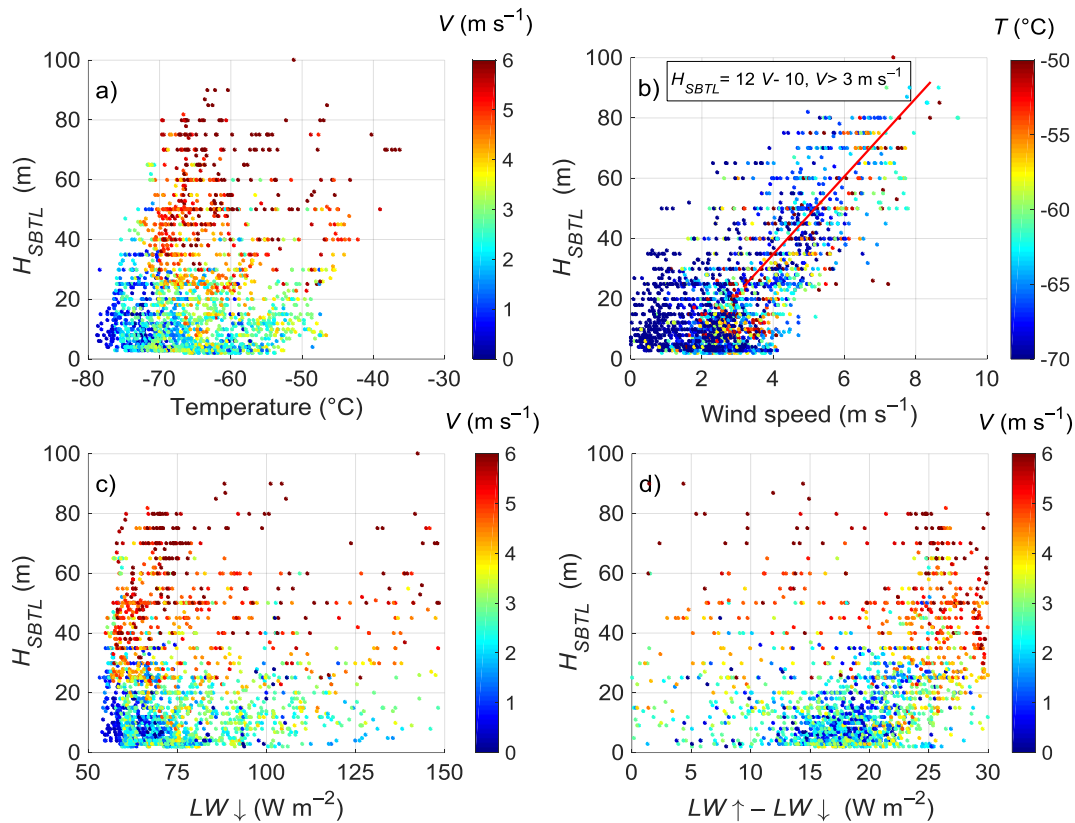 V (m s⁻¹)
a)
H_SBTL (m)
100
80
60
40
20
0
-80 -70 -60 -50 -40 -30
Temperature (°C)
6
5
4
3
2
1
0
T (°C)
b)
H_SBTL = 12 V- 10, V> 3 m s⁻¹
H_SBTL (m)
100
80
60
40
20
0
0 2 4 6 8 10
Wind speed (m s⁻¹)
-50
-55
-60
-65
-70
V (m s⁻¹)
c)
H_SBTL (m)
100
80
60
40
20
0
50 75 100 125 150
LW ↓ (W m⁻²)
6
5
4
3
2
1
0
V (m s⁻¹)
d)
H_SBTL (m)
100
80
60
40
20
0
0 5 10 15 20 25 30
LW ↑ – LW ↓ (W m⁻²)
6
5
4
3
2
1
0